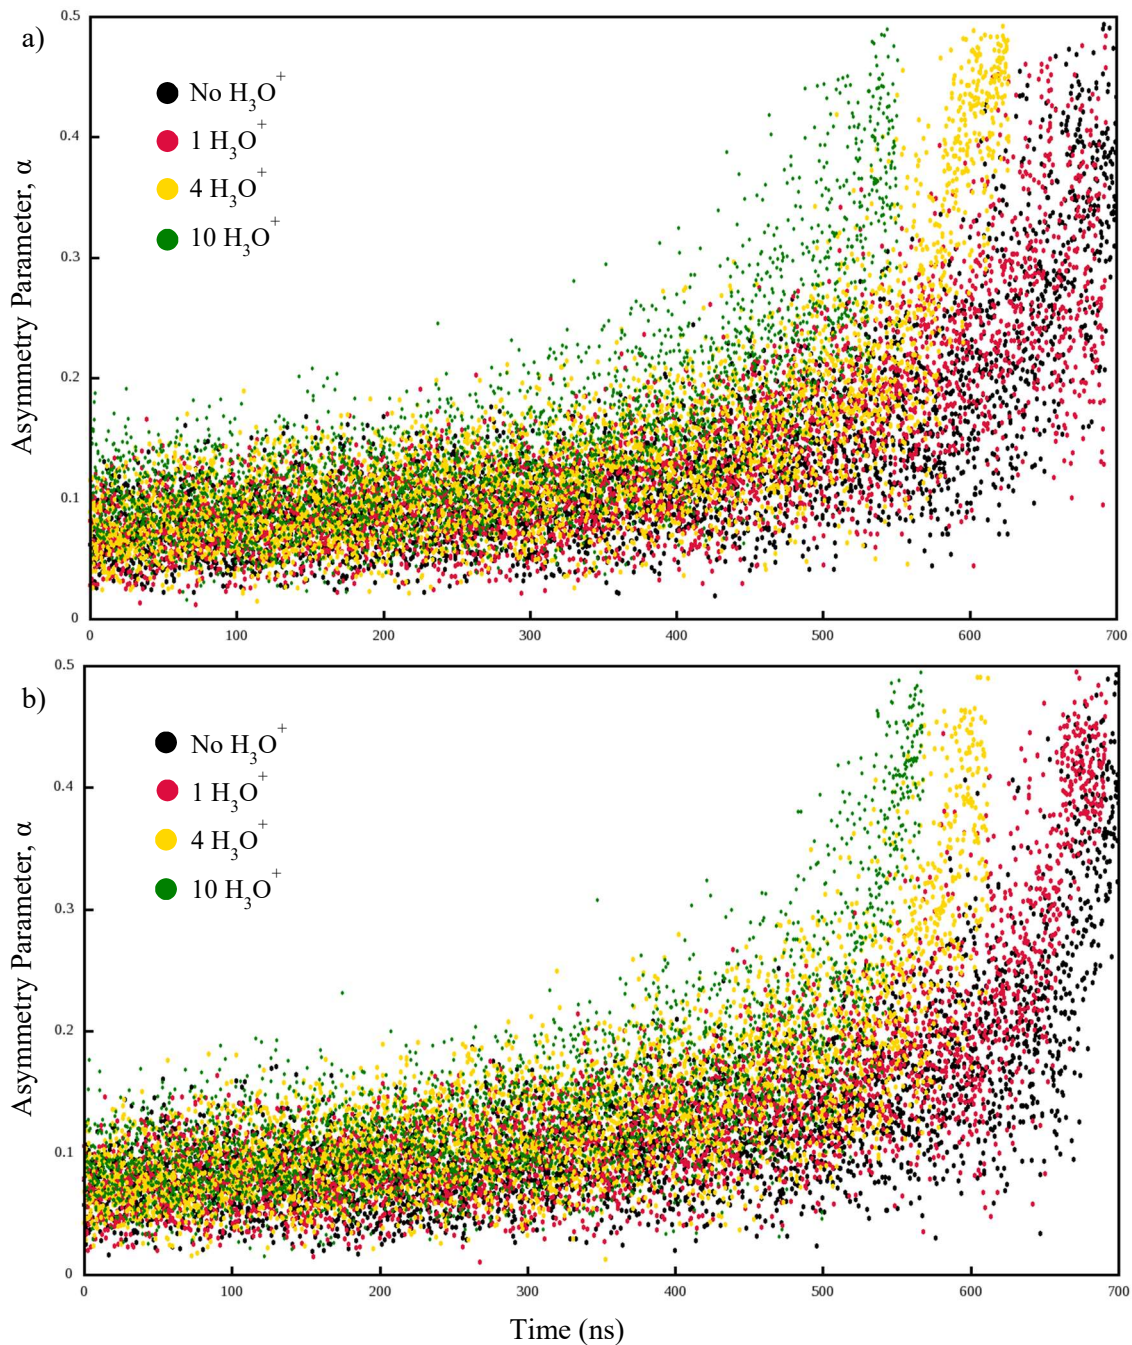 a)
0.5
No H₃O⁺
1 H₃O⁺
4 H₃O⁺
10 H₃O⁺
0.4
0.3
0.2
0.1
0
Asymmetry Parameter, α
0 100 200 300 400 500 600 700
b)
0.5
No H₃O⁺
1 H₃O⁺
4 H₃O⁺
10 H₃O⁺
0.4
0.3
0.2
0.1
0
Asymmetry Parameter, α
0 100 200 300 400 500 600 700
Time (ns)